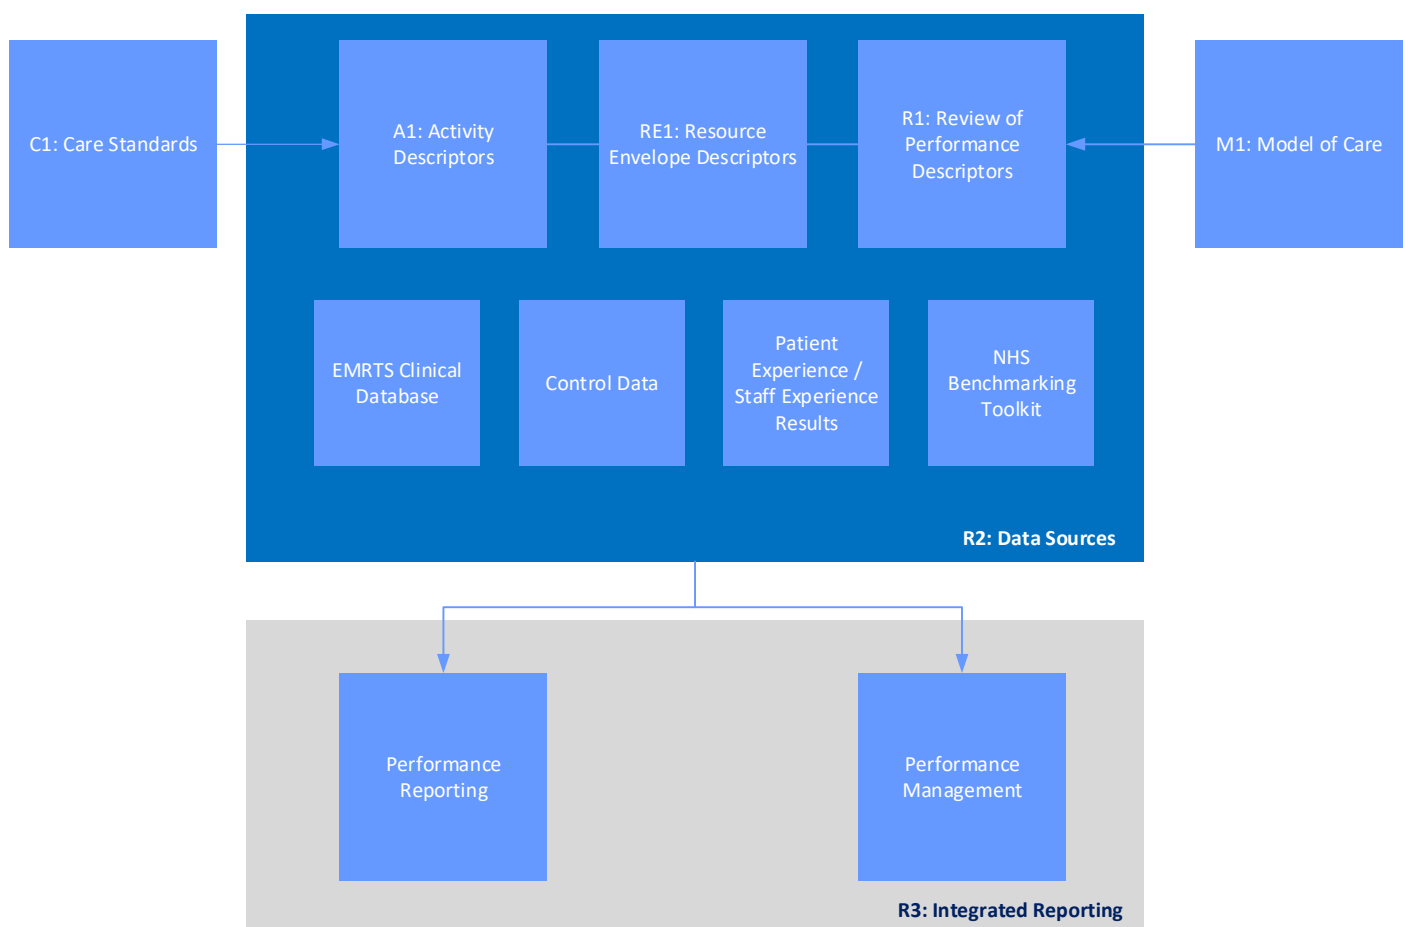 C1: Care Standards
A1: Activity
Descriptors
RE1: Resource
Envelope Descriptors
R1: Review of
Performance
Descriptors
M1: Model of Care
EMRTS Clinical
Database
Control Data
Patient
Experience /
Staff Experience
Results
NHS
Benchmarking
Toolkit
R2: Data Sources
Performance
Reporting
Performance
Management
R3: Integrated Reporting